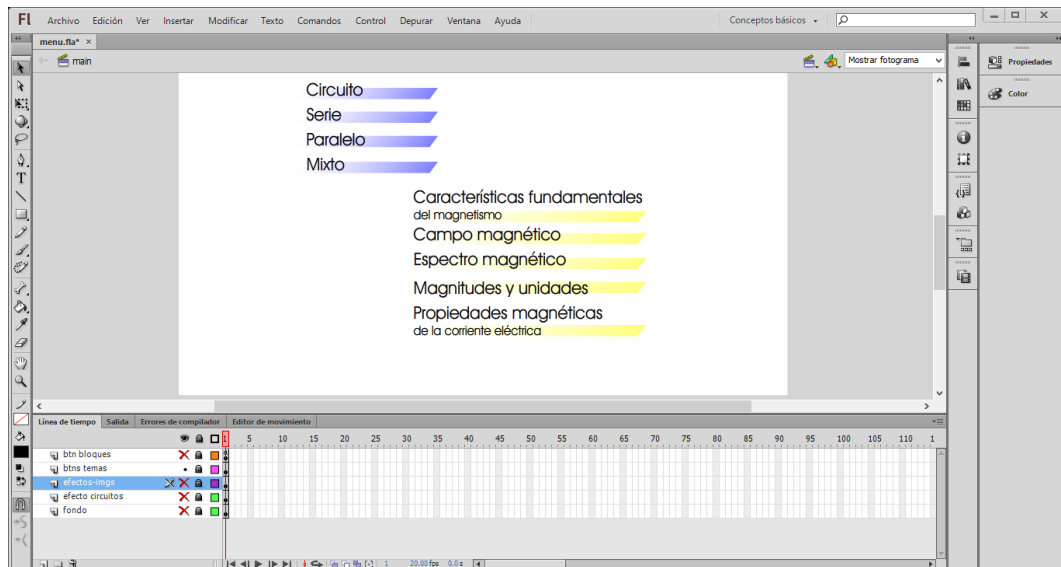 Fl Archivo Edición Ver Insertar Modificar Texto Comandos Control Depurar Ventana Ayuda Conceptos básicos
menu.fla* ×
main Mostrar fotograma
Propiedades
Color
Circuito
Serie
Paralelo
Mixto
Características fundamentales
del magnetismo
Campo magnético
Espectro magnético
Magnitudes y unidades
Propiedades magnéticas
de la corriente eléctrica
Línea de tiempo Salida Errores de compilador Editor de movimiento
1 5 10 15 20 25 30 35 40 45 50 55 60 65 70 75 80 85 90 95 100 105 110 1
btn bloques
btns temas
efectos-imgs
efecto circuitos
fondo
1 20,00 fps 0,0 s